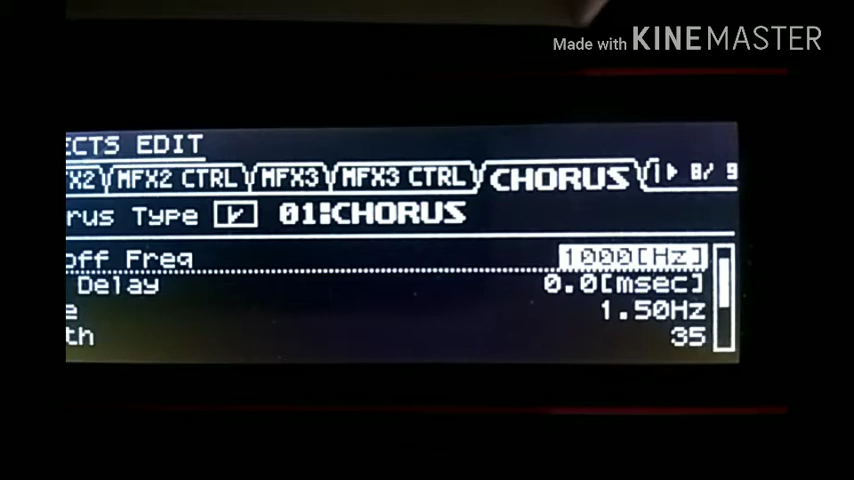 Made with KINEMASTER
ECTS EDIT
FX2 MFX2 CTRL MFX3 MFX3 CTRL CHORUS 8/ 9
rus Type 01:CHORUS
off Freq 1000[Hz]
Delay 0.0[msec]
e 1.50Hz
th 35